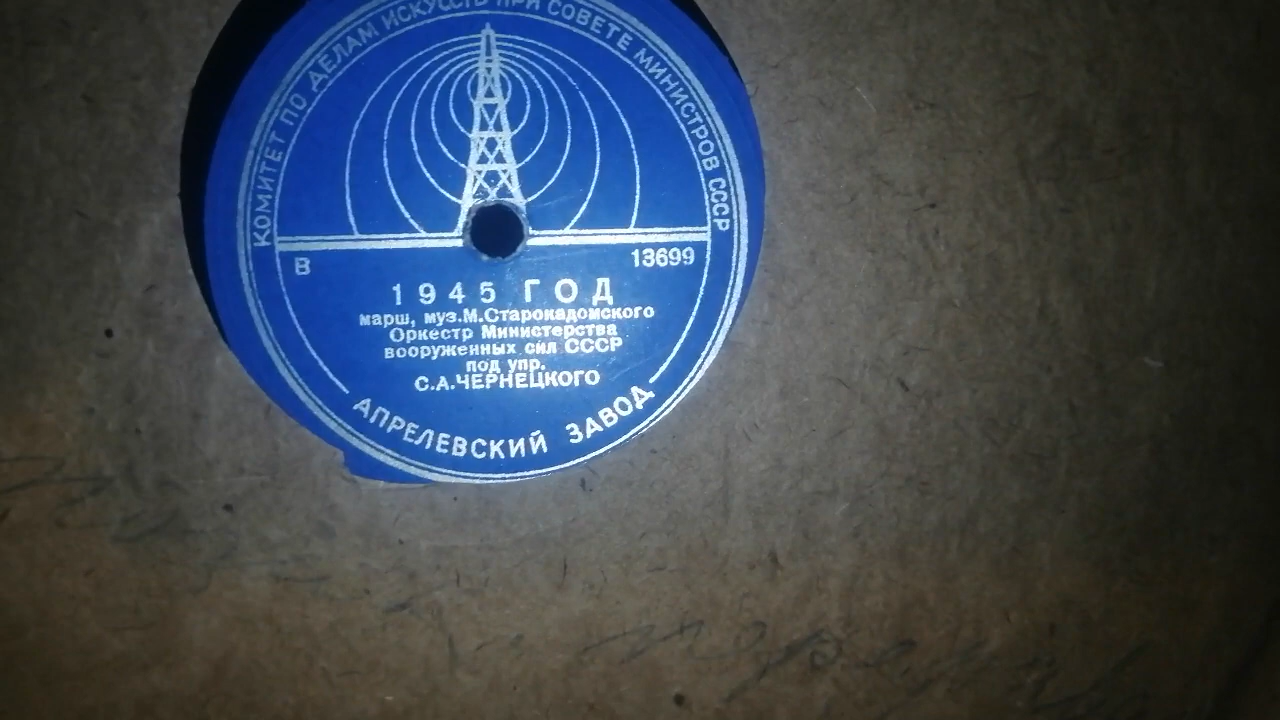 КОМИТЕТ ПО ДЕЛАМ ИСКУССТВ ПРИ СОВЕТЕ МИНИСТРОВ СССР
В 13699
1945 ГОД
марш, муз.М.Старокадомского
Оркестр Министерства
вооруженных сил СССР
под упр.
С.А.ЧЕРНЕЦКОГО
АПРЕЛЕВСКИЙ ЗАВОД